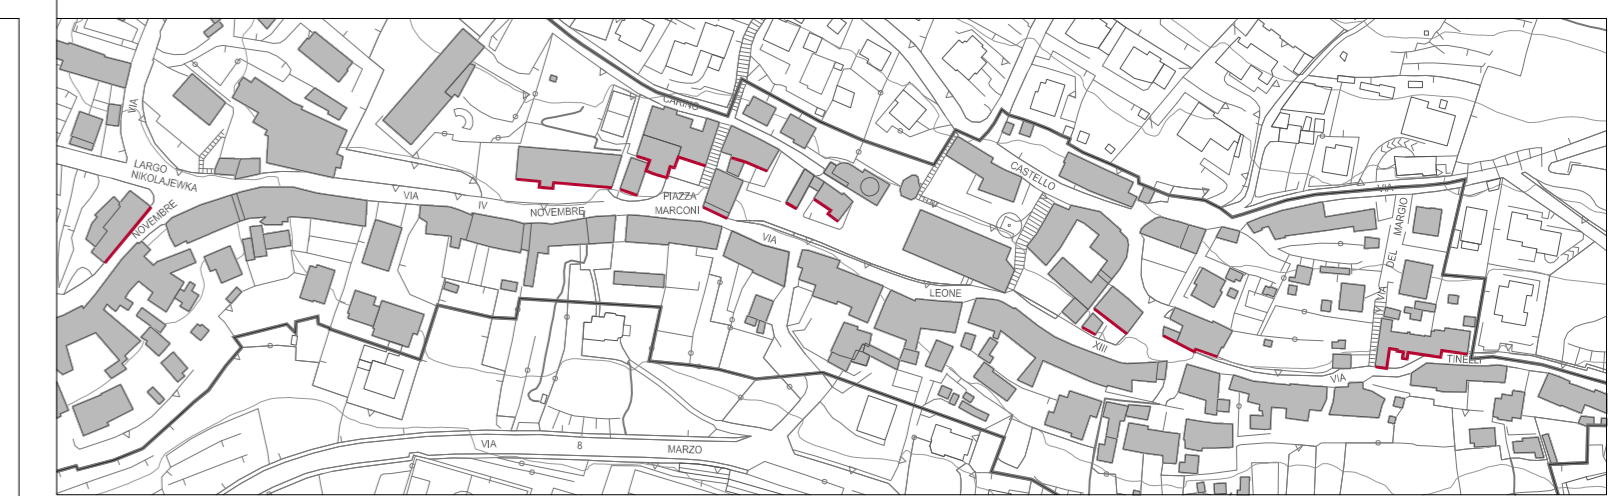 CARINO
VIA
LARGO
NIKOLAJEWKA
CASTELLO
VIA
VIA
IV
NOVEMBRE
PIAZZA
MARCONI
NOVEMBRE
VIA
MARGIO
DEL
VIA
LEONE
XIII
TINELLI
VIA
VIA
8
MARZO